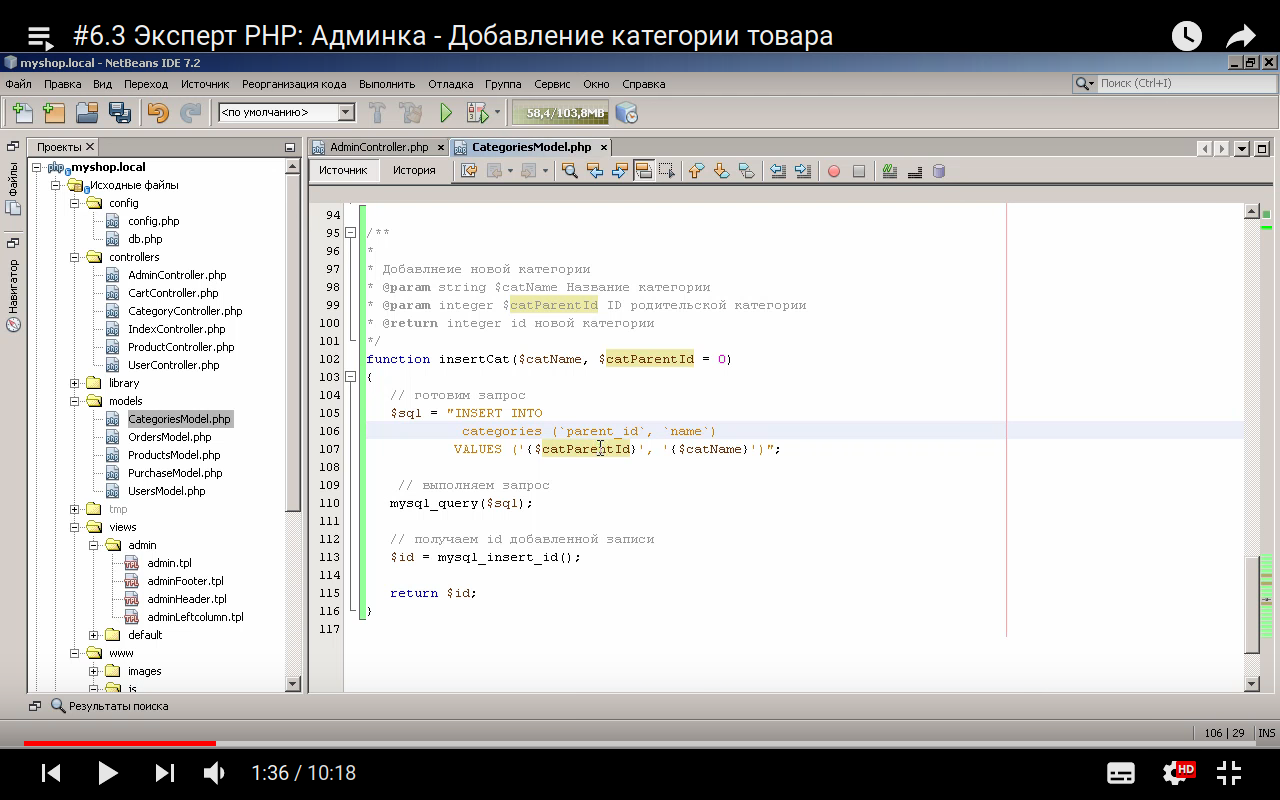 #6.3 Эксперт PHP: Админка - Добавление категории товара
myshop.local - NetBeans IDE 7.2
Файл Правка Вид Переход Источник Реорганизация кода Выполнить Отладка Группа Сервис Окно Справка
Поиск (Ctrl+I)
<по умолчанию>
58,4/103,8МВ
Файлы
Навигатор
Проекты
myshop.local
Исходные файлы
config
config.php
db.php
controllers
AdminController.php
CartController.php
CategoryController.php
IndexController.php
ProductController.php
UserController.php
library
models
CategoriesModel.php
OrdersModel.php
ProductsModel.php
PurchaseModel.php
UsersModel.php
tmp
views
admin
admin.tpl
adminFooter.tpl
adminHeader.tpl
adminLeftcolumn.tpl
default
www
images
js
AdminController.php CategoriesModel.php
Источник История
94
95 /**
96 *
97 * Добавлнеие новой категории
98 * @param string $catName Название категории
99 * @param integer $catParentId ID родительской категории
100 * @return integer id новой категории
101 */
102 function insertCat($catName, $catParentId = 0)
103 {
104 // готовим запрос
105 $sql = "INSERT INTO
106 categories (`parent_id`, `name`)
107 VALUES ('{$catParentId}', '{$catName}')";
108
109 // выполняем запрос
110 mysql_query($sql);
111
112 // получаем id добавленной записи
113 $id = mysql_insert_id();
114
115 return $id;
116 }
117
Результаты поиска
106 | 29 INS
1:36 / 10:18
HD